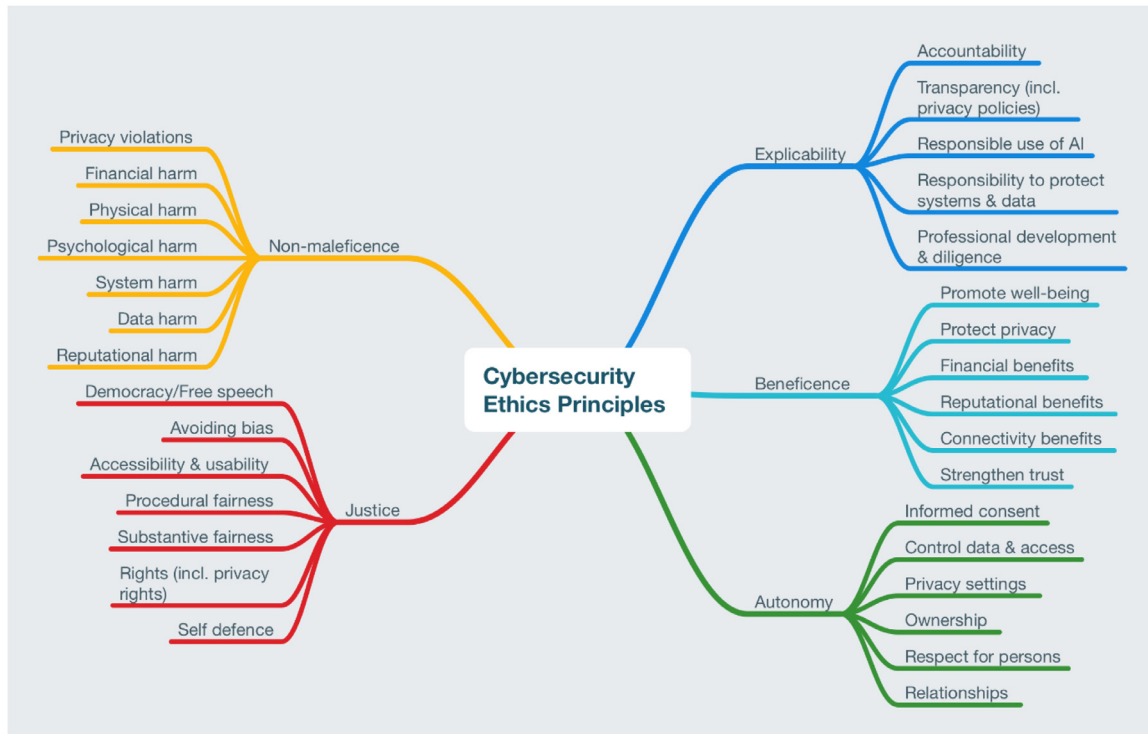 Cybersecurity
Ethics Principles
Explicability
Accountability
Transparency (incl.
privacy policies)
Responsible use of AI
Responsibility to protect
systems & data
Professional development
& diligence
Beneficence
Promote well-being
Protect privacy
Financial benefits
Reputational benefits
Connectivity benefits
Strengthen trust
Autonomy
Informed consent
Control data & access
Privacy settings
Ownership
Respect for persons
Relationships
Non-maleficence
Privacy violations
Financial harm
Physical harm
Psychological harm
System harm
Data harm
Reputational harm
Justice
Democracy/Free speech
Avoiding bias
Accessibility & usability
Procedural fairness
Substantive fairness
Rights (incl. privacy
rights)
Self defence